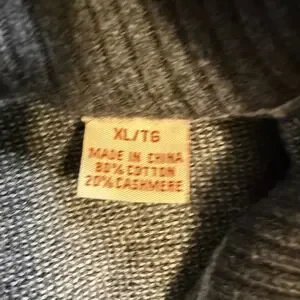 XL/TG
MADE IN CHINA
80% COTTON
20% CASHMERE